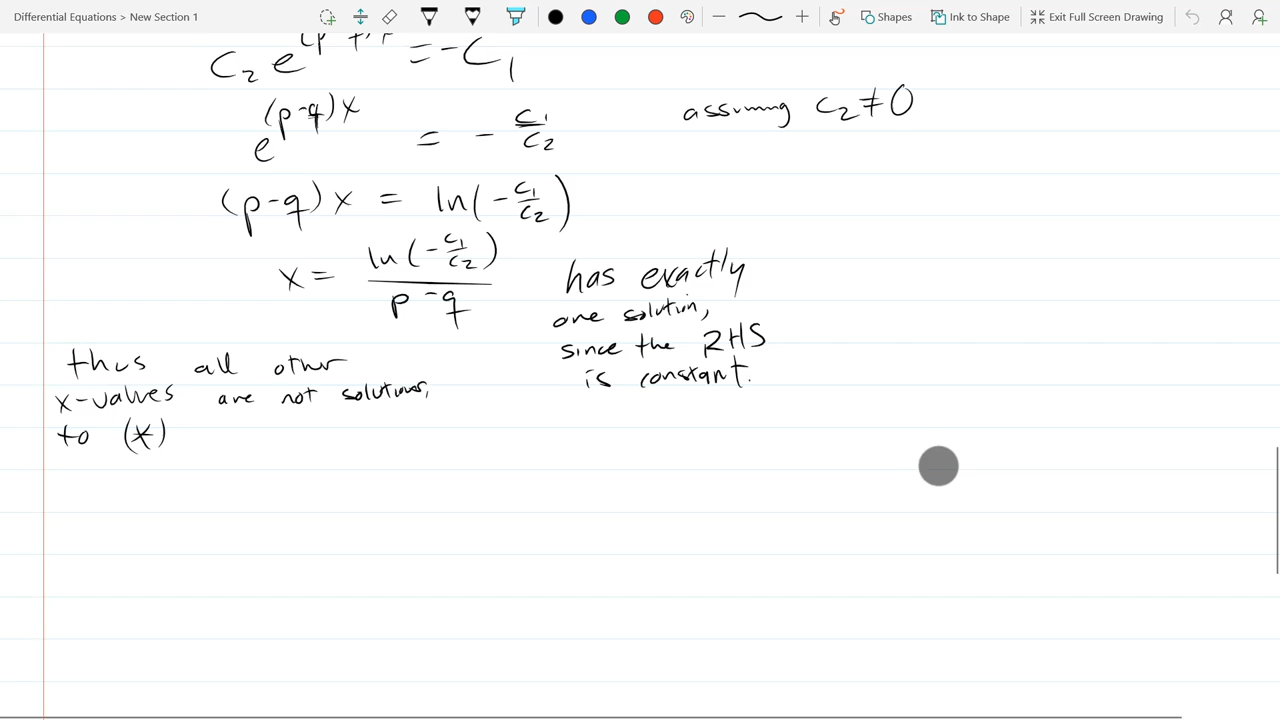 Differential Equations > New Section 1
Shapes
Ink to Shape
Exit Full Screen Drawing
C₂ e = -C₁
e^(p-q)x = - C₁/C₂ assuming C₂ ≠ 0
(p-q)x = ln(-C₁/C₂)
x = ln(-C₁/C₂)/(p-q) has exactly
one solution,
since the RHS
is constant.
thus all other
x-values are not solutions,
to (*)